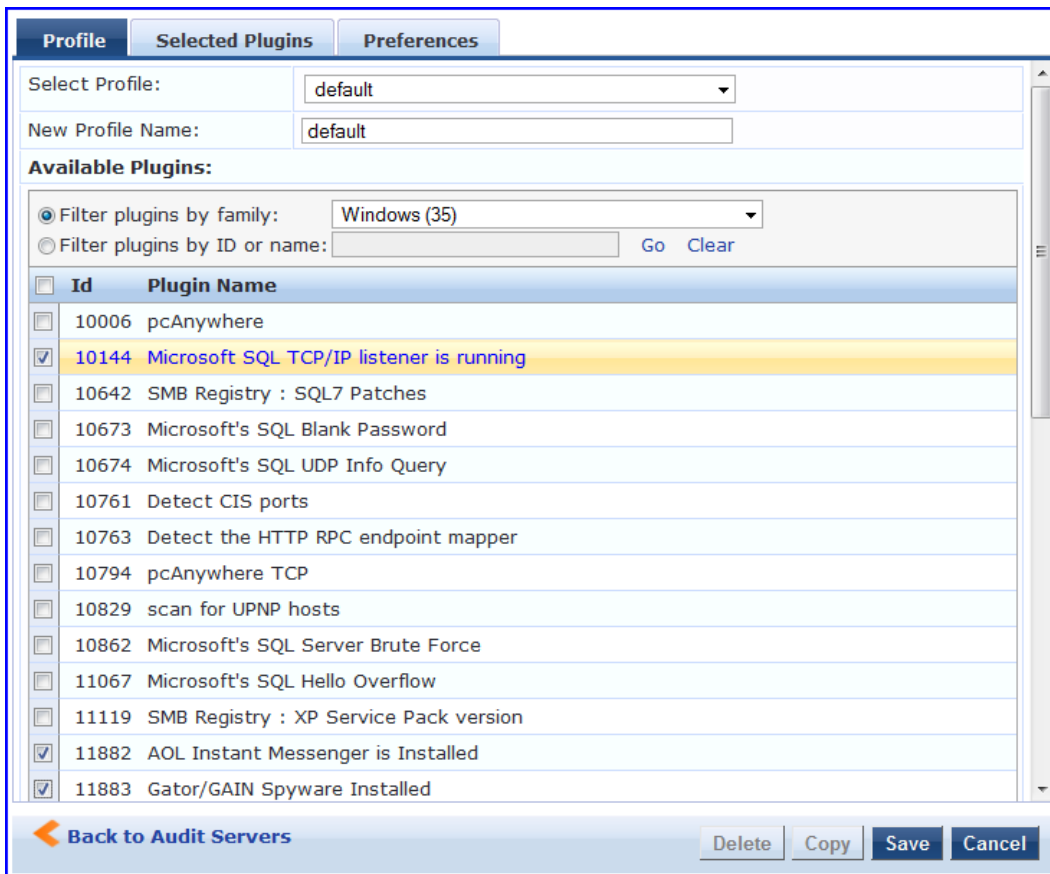 Profile Selected Plugins Preferences
Select Profile: default
New Profile Name: default
Available Plugins:
Filter plugins by family: Windows (35)
Filter plugins by ID or name: Go Clear
Id Plugin Name
10006 pcAnywhere
10144 Microsoft SQL TCP/IP listener is running
10642 SMB Registry : SQL7 Patches
10673 Microsoft's SQL Blank Password
10674 Microsoft's SQL UDP Info Query
10761 Detect CIS ports
10763 Detect the HTTP RPC endpoint mapper
10794 pcAnywhere TCP
10829 scan for UPNP hosts
10862 Microsoft's SQL Server Brute Force
11067 Microsoft's SQL Hello Overflow
11119 SMB Registry : XP Service Pack version
11882 AOL Instant Messenger is Installed
11883 Gator/GAIN Spyware Installed
Back to Audit Servers Delete Copy Save Cancel